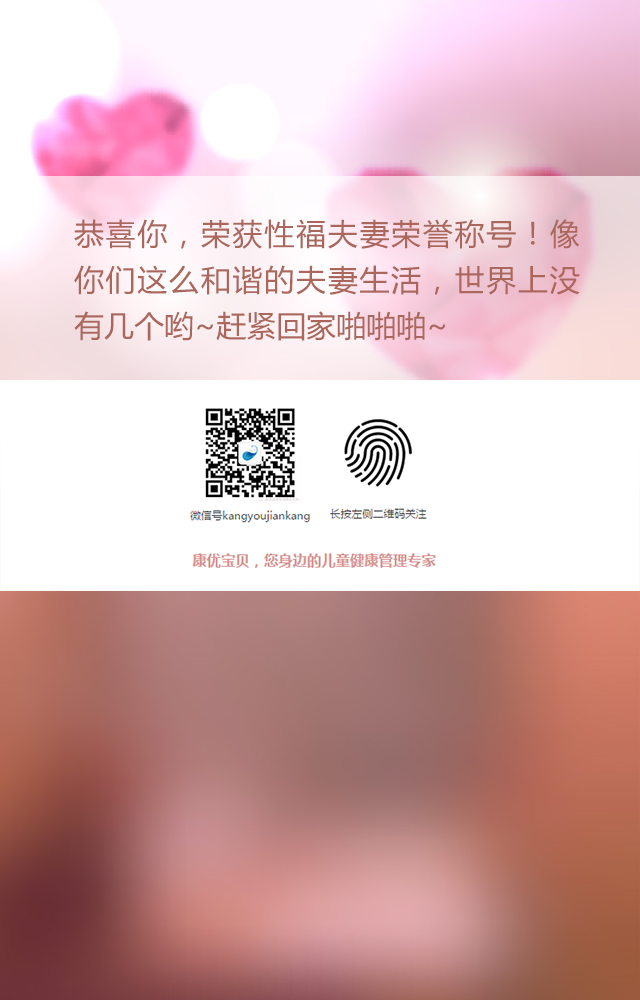 恭喜你，荣获性福夫妻荣誉称号！像
你们这么和谐的夫妻生活，世界上没
有几个哟~赶紧回家啪啪啪~
微信号kangyoujiankang
长按左侧二维码关注
康优宝贝，您身边的儿童健康管理专家